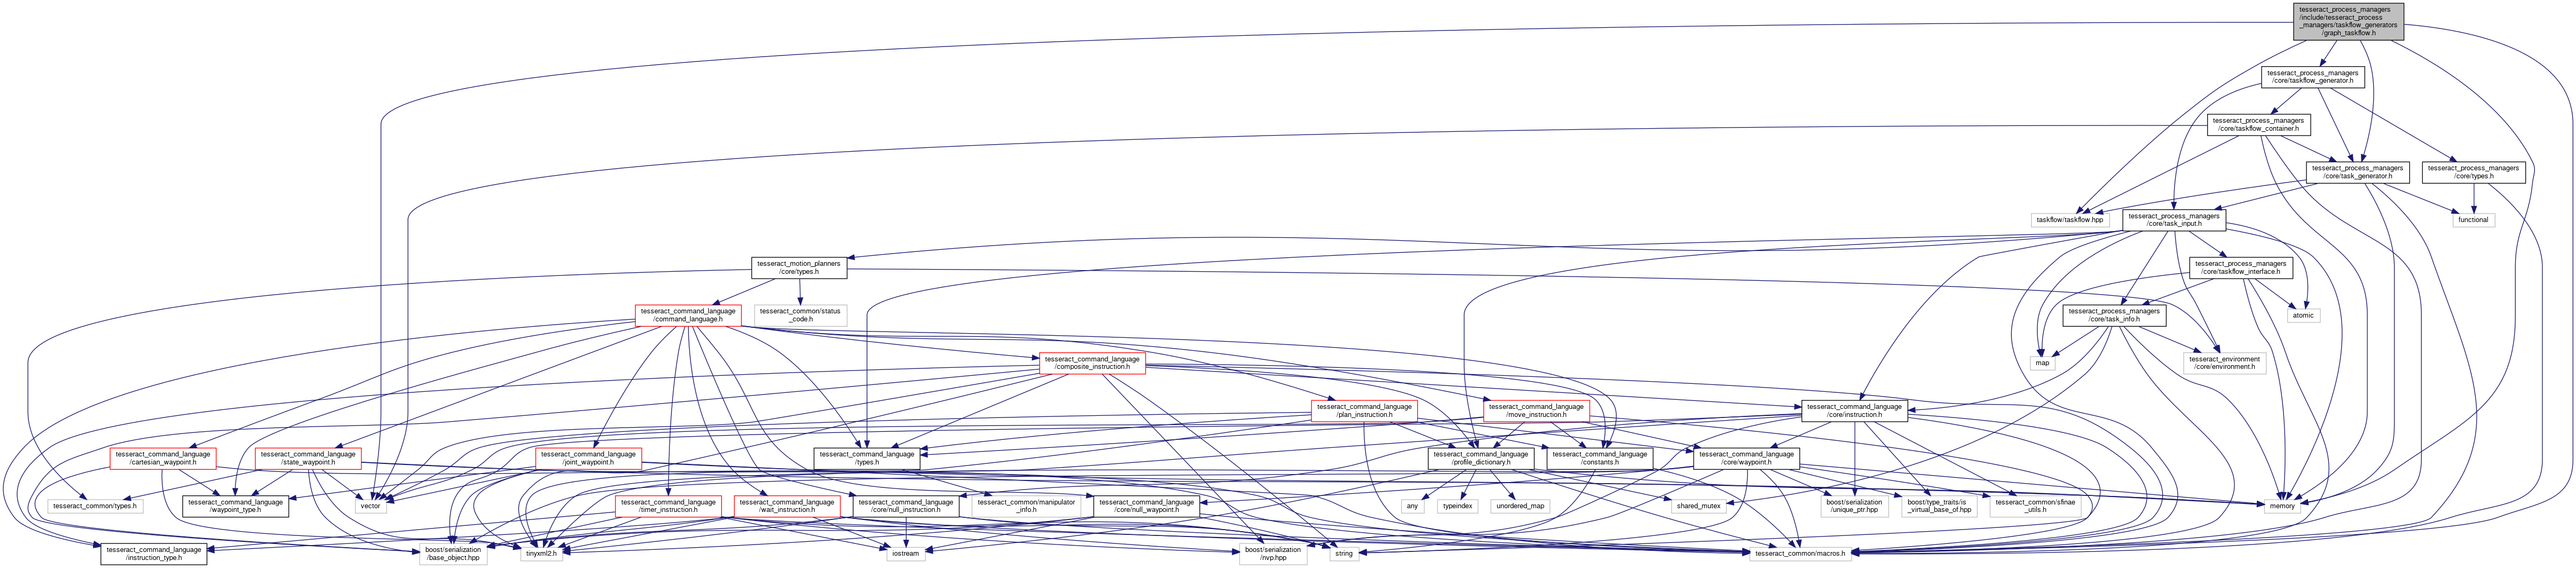 tesseract_process_managers
/include/tesseract_process
_managers/taskflow_generators
/graph_taskflow.h
tesseract_process_managers
/core/taskflow_generator.h
tesseract_process_managers
/core/taskflow_container.h
tesseract_process_managers
/core/task_generator.h
tesseract_process_managers
/core/types.h
taskflow/taskflow.hpp
tesseract_process_managers
/core/task_input.h
functional
tesseract_motion_planners
/core/types.h
tesseract_process_managers
/core/taskflow_interface.h
tesseract_command_language
/command_language.h
tesseract_common/status
_code.h
tesseract_process_managers
/core/task_info.h
atomic
tesseract_command_language
/composite_instruction.h
map
tesseract_environment
/core/environment.h
tesseract_command_language
/plan_instruction.h
tesseract_command_language
/move_instruction.h
tesseract_command_language
/core/instruction.h
tesseract_command_language
/cartesian_waypoint.h
tesseract_command_language
/state_waypoint.h
tesseract_command_language
/joint_waypoint.h
tesseract_command_language
/types.h
tesseract_command_language
/profile_dictionary.h
tesseract_command_language
/constants.h
tesseract_command_language
/core/waypoint.h
tesseract_common/types.h
tesseract_command_language
/waypoint_type.h
vector
tesseract_command_language
/timer_instruction.h
tesseract_command_language
/wait_instruction.h
tesseract_command_language
/core/null_instruction.h
tesseract_common/manipulator
_info.h
tesseract_command_language
/core/null_waypoint.h
any
typeindex
unordered_map
shared_mutex
boost/serialization
/unique_ptr.hpp
boost/type_traits/is
_virtual_base_of.hpp
tesseract_common/sfinae
_utils.h
memory
tesseract_command_language
/instruction_type.h
boost/serialization
/base_object.hpp
tinyxml2.h
iostream
boost/serialization
/nvp.hpp
string
tesseract_common/macros.h